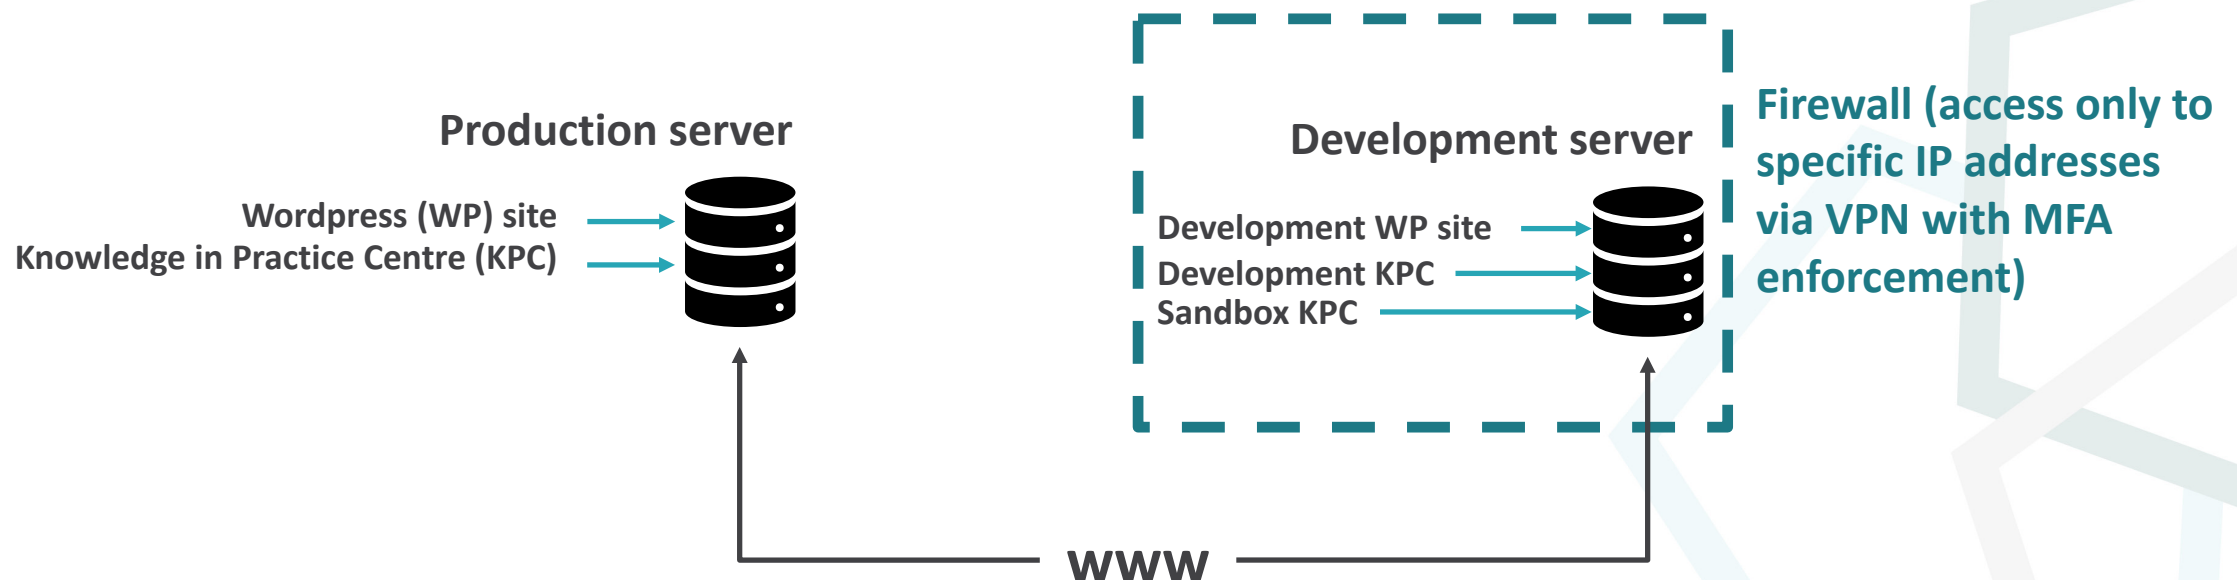 Production server
Wordpress (WP) site
Knowledge in Practice Centre (KPC)
Development server
Development WP site
Development KPC
Sandbox KPC
Firewall (access only to
specific IP addresses
via VPN with MFA
enforcement)
www